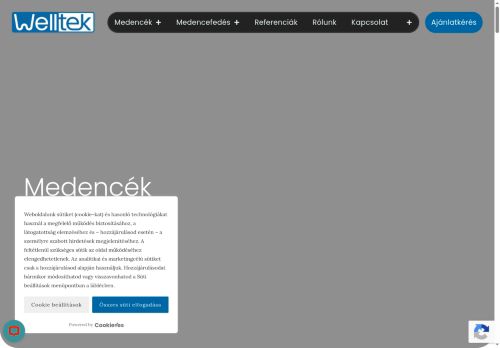 Welltek
Medencék + Medencefedés + Referenciák Rólunk Kapcsolat +
Ajánlatkérés
Medencék
Weboldalunk sütiket (cookie-kat) és hasonló technológiákat
használ a megfelelő működés biztosításához, a
látogatottság elemzéséhez és – hozzájárulásod esetén – a
személyre szabott hirdetések megjelenítéséhez. A
feltétlenül szükséges sütik az oldal működéséhez
elengedhetetlenek. Az analitikai és marketingcélú sütiket
csak a hozzájárulásod alapján használjuk. Hozzájárulásodat
bármikor módosíthatod vagy visszavonhatod a Süti
beállítások menüpontban a láblécben.
Cookie beállítások
Összes süti elfogadása
Powered by